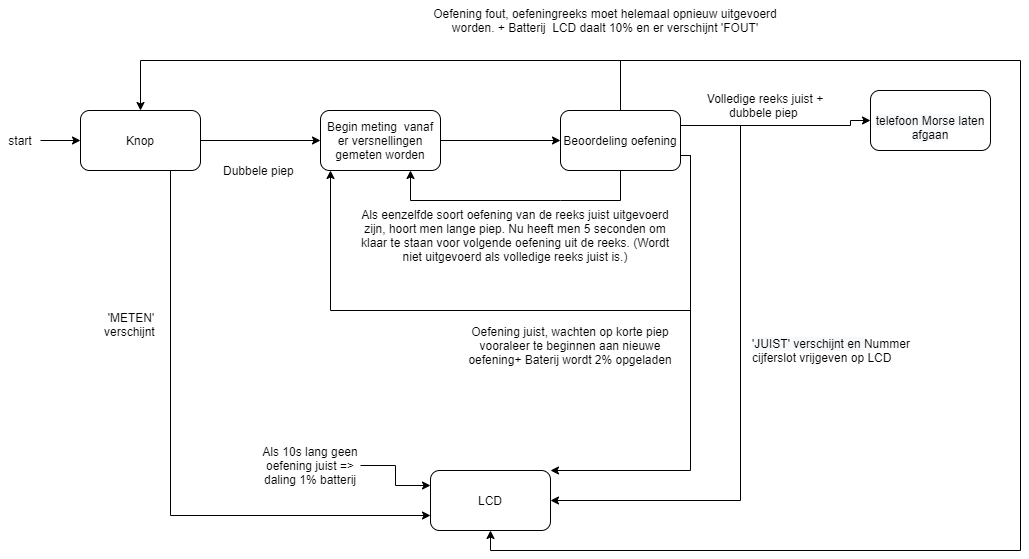 Oefening fout, oefeningreeks moet helemaal opnieuw uitgevoerd
worden. + Batterij  LCD daalt 10% en er verschijnt 'FOUT'
Volledige reeks juist +
dubbele piep
start
Knop
Begin meting  vanaf
er versnellingen
gemeten worden
Beoordeling oefening
telefoon Morse laten
afgaan
Dubbele piep
Als eenzelfde soort oefening van de reeks juist uitgevoerd
zijn, hoort men lange piep. Nu heeft men 5 seconden om
klaar te staan voor volgende oefening uit de reeks. (Wordt
niet uitgevoerd als volledige reeks juist is.)
'METEN'
verschijnt
Oefening juist, wachten op korte piep
vooraleer te beginnen aan nieuwe
oefening+ Baterij wordt 2% opgeladen
'JUIST' verschijnt en Nummer
cijferslot vrijgeven op LCD
Als 10s lang geen
oefening juist =>
daling 1% batterij
LCD